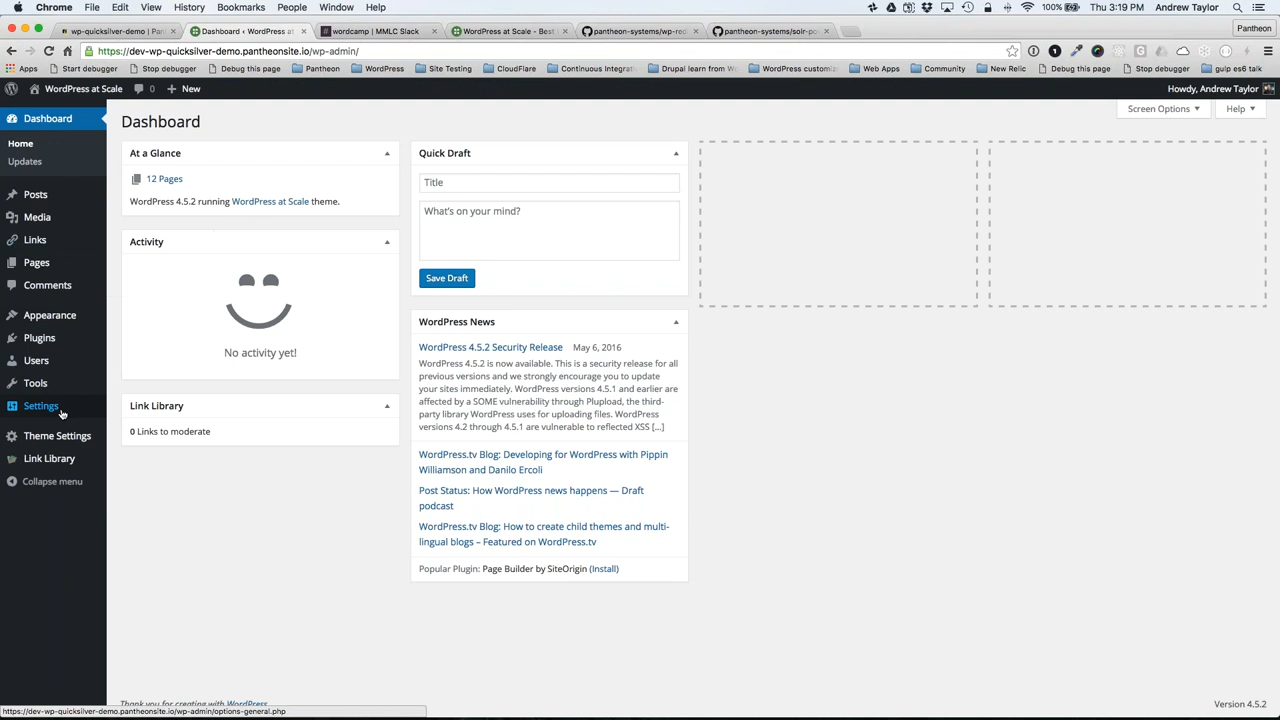 Chrome File Edit View History Bookmarks People Window Help 100% Thu 3:19 PM Andrew Taylor
wp-quicksilver-demo | Pan Dashboard ‹ WordPress at wordcamp | MMLC Slack WordPress at Scale - Best pantheon-systems/wp-red pantheon-systems/solr-po Pantheon
https://dev-wp-quicksilver-demo.pantheonsite.io/wp-admin/
Apps Start debugger Stop debugger Debug this page Pantheon WordPress Site Testing CloudFlare Continuous Integrat Drupal learn from We WordPress customiz Web Apps Community New Relic Debug this page Stop debugger gulp es6 talk
WordPress at Scale 0 New Howdy, Andrew Taylor
Screen Options Help
Dashboard
Home
Updates
Posts
Media
Links
Pages
Comments
Appearance
Plugins
Users
Tools
Settings
Theme Settings
Link Library
Collapse menu
Dashboard
At a Glance
12 Pages
WordPress 4.5.2 running WordPress at Scale theme.
Activity
No activity yet!
Link Library
0 Links to moderate
Quick Draft
Title
What's on your mind?
Save Draft
WordPress News
WordPress 4.5.2 Security Release May 6, 2016
WordPress 4.5.2 is now available. This is a security release for all
previous versions and we strongly encourage you to update
your sites immediately. WordPress versions 4.5.1 and earlier are
affected by a SOME vulnerability through Plupload, the third-
party library WordPress uses for uploading files. WordPress
versions 4.2 through 4.5.1 are vulnerable to reflected XSS […]
WordPress.tv Blog: Developing for WordPress with Pippin
Williamson and Danilo Ercoli
Post Status: How WordPress news happens — Draft
podcast
WordPress.tv Blog: How to create child themes and multi-
lingual blogs – Featured on WordPress.tv
Popular Plugin: Page Builder by SiteOrigin (Install)
Thank you for creating with WordPress
Version 4.5.2
https://dev-wp-quicksilver-demo.pantheonsite.io/wp-admin/options-general.php